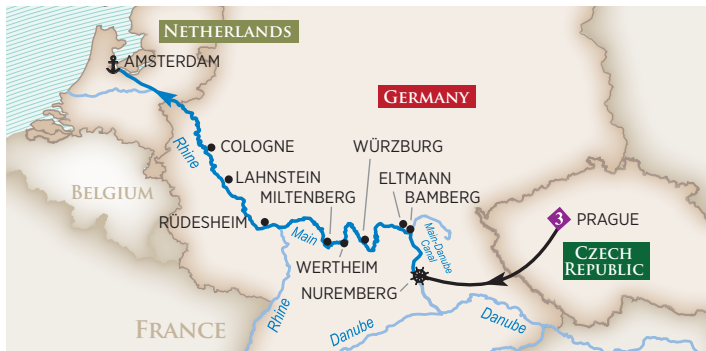 NETHERLANDS
AMSTERDAM
GERMANY
Rhine
COLOGNE
WÜRZBURG
LAHNSTEIN
ELTMANN
BELGIUM
MILTENBERG
BAMBERG
RÜDESHEIM
Main
Main-Danube
Canal
3
PRAGUE
WERTHEIM
CZECH
REPUBLIC
NUREMBERG
FRANCE
Rhine
Danube
Danube